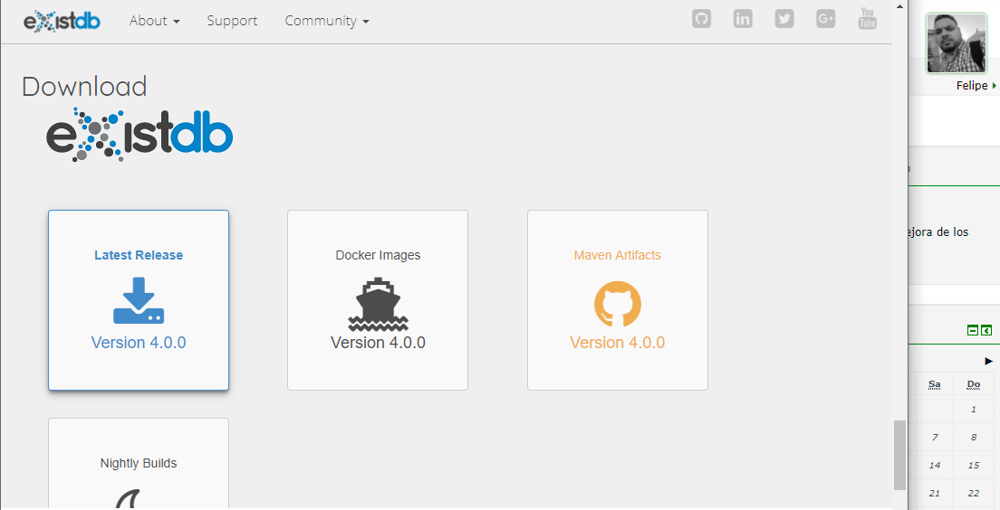 eXistdb
About
Support
Community
You
Tube
Download
eXistdb
Latest Release
Version 4.0.0
Docker Images
Version 4.0.0
Maven Artifacts
Version 4.0.0
Nightly Builds
Felipe
ejora de los
Sa Do
1
7 8
14 15
21 22